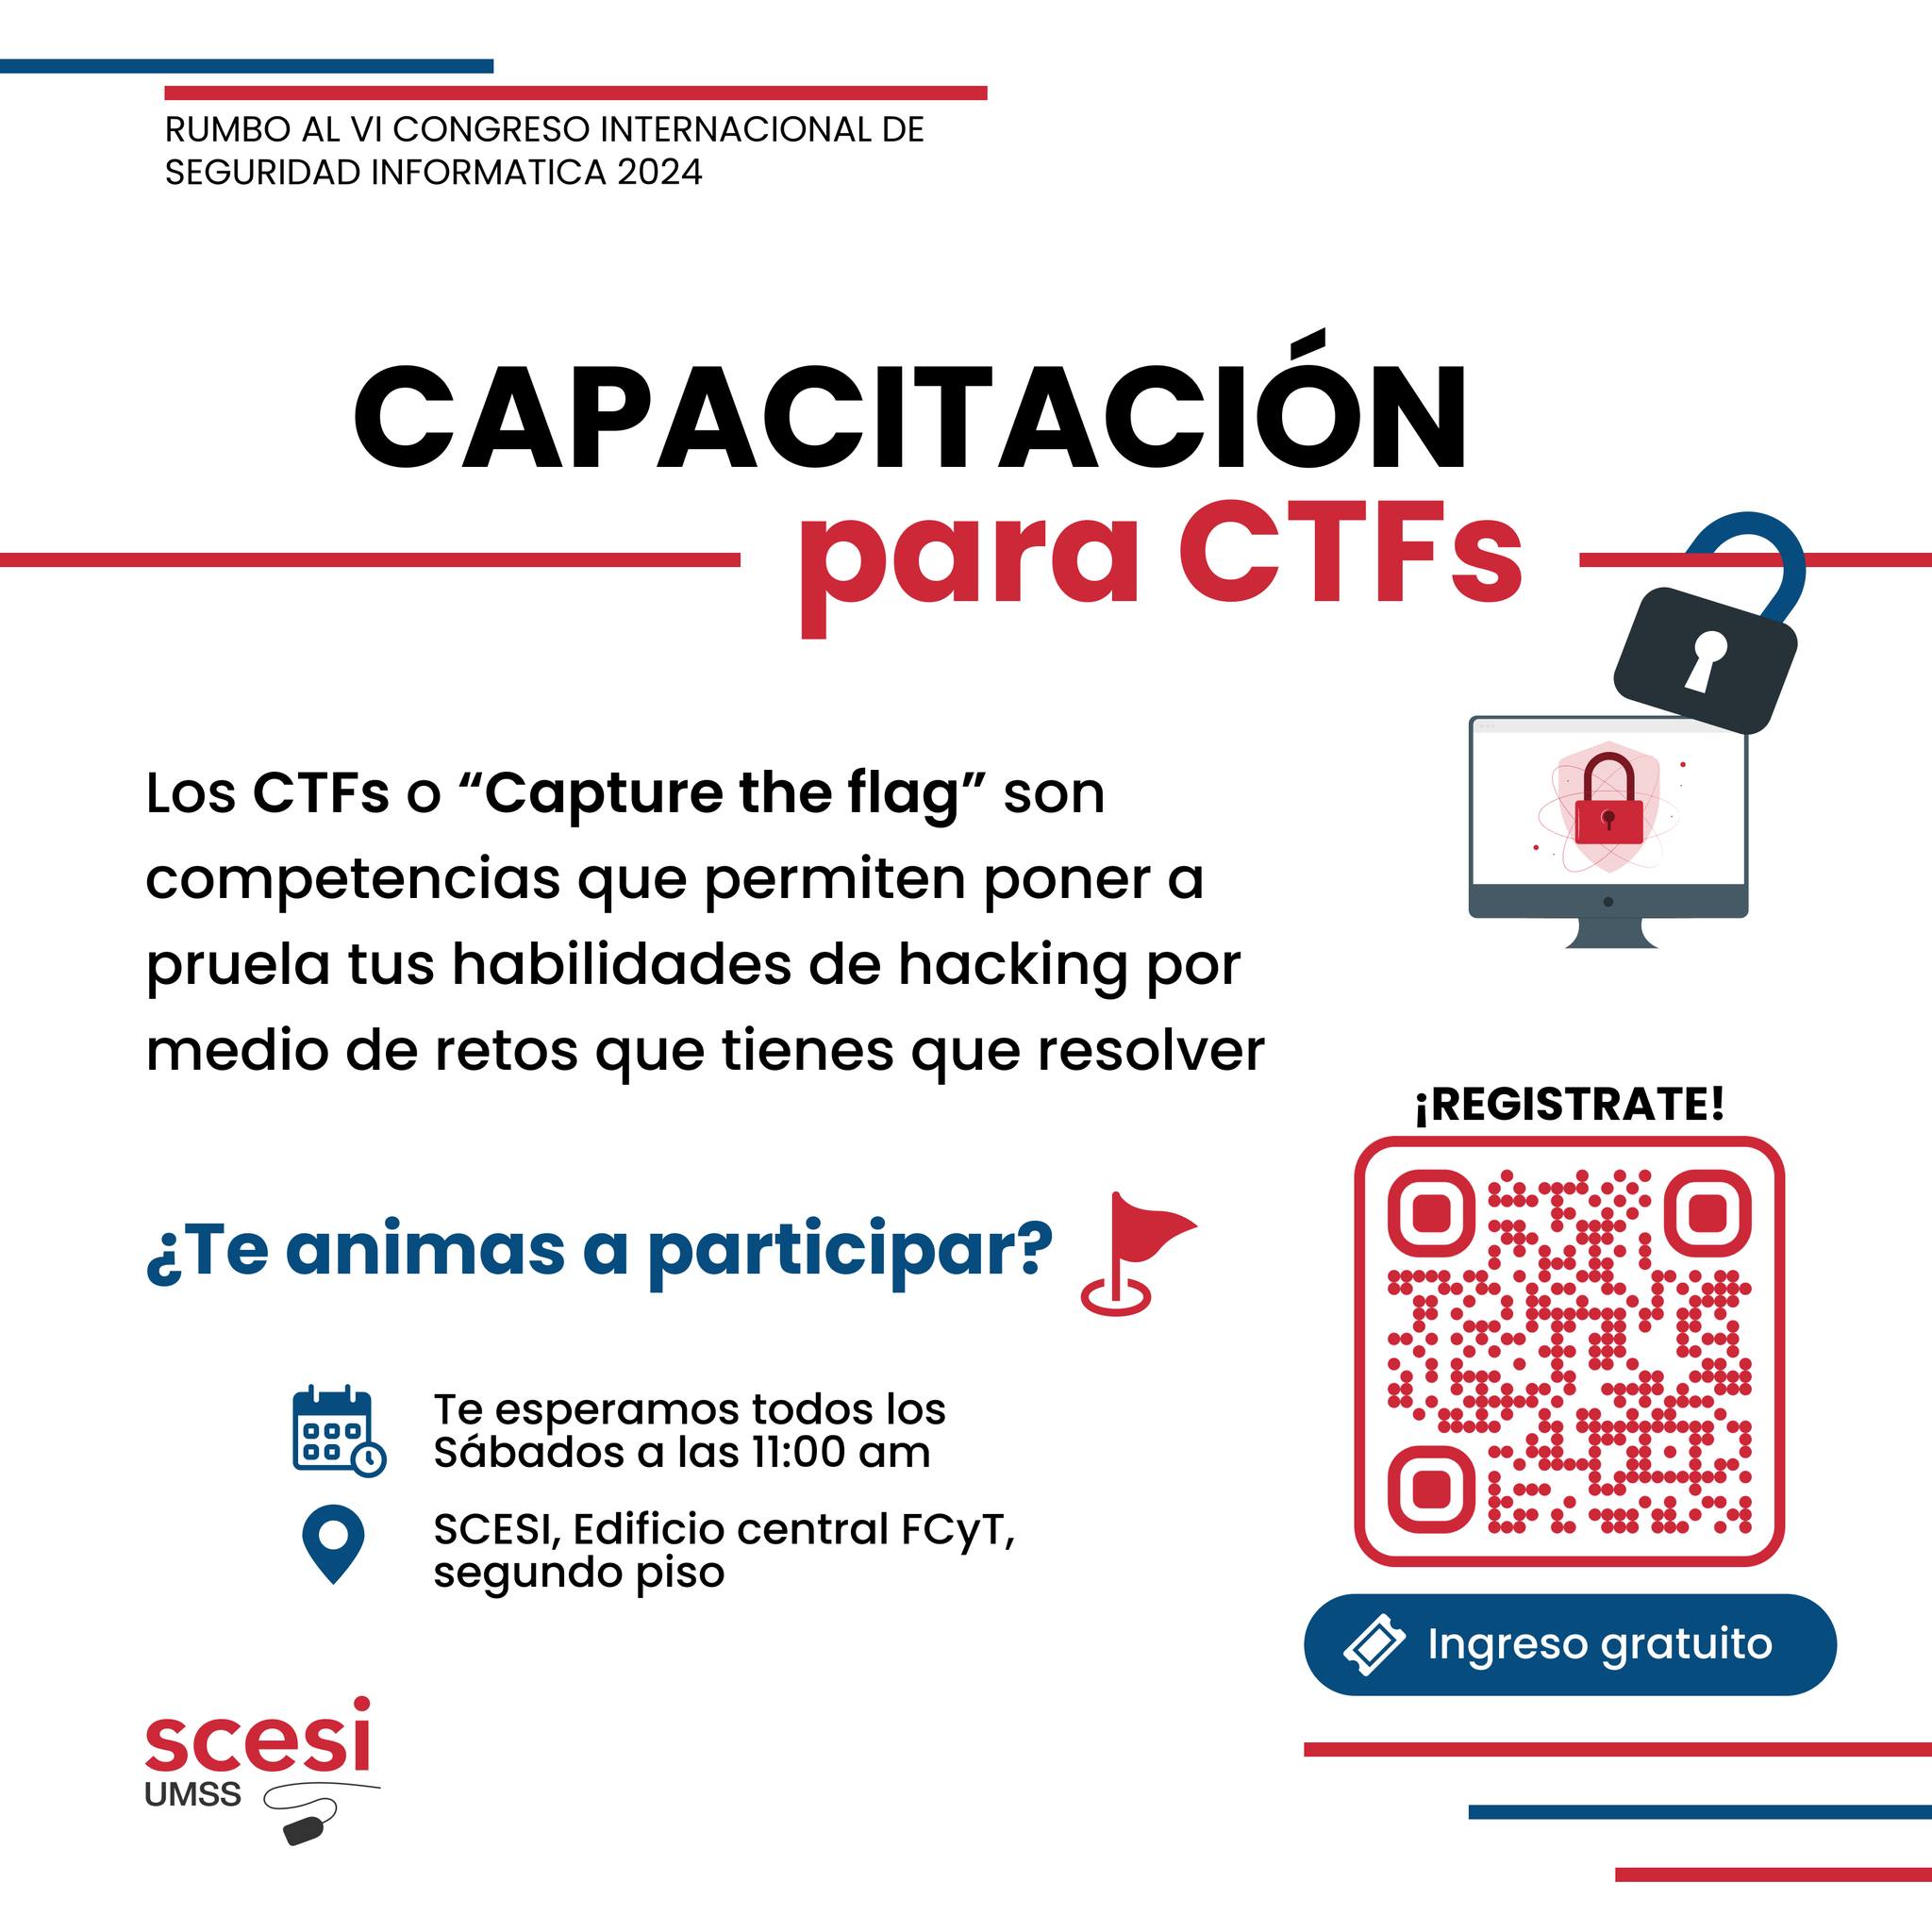 RUMBO AL VI CONGRESO INTERNACIONAL DE
SEGURIDAD INFORMATICA 2024
CAPACITACIÓN
para CTFs
Los CTFs o “Capture the flag” son
competencias que permiten poner a
pruela tus habilidades de hacking por
medio de retos que tienes que resolver
¡REGISTRATE!
¿Te animas a participar?
Te esperamos todos los
Sábados a las 11:00 am
SCESI, Edificio central FCyT,
segundo piso
Ingreso gratuito
scesi
UMSS